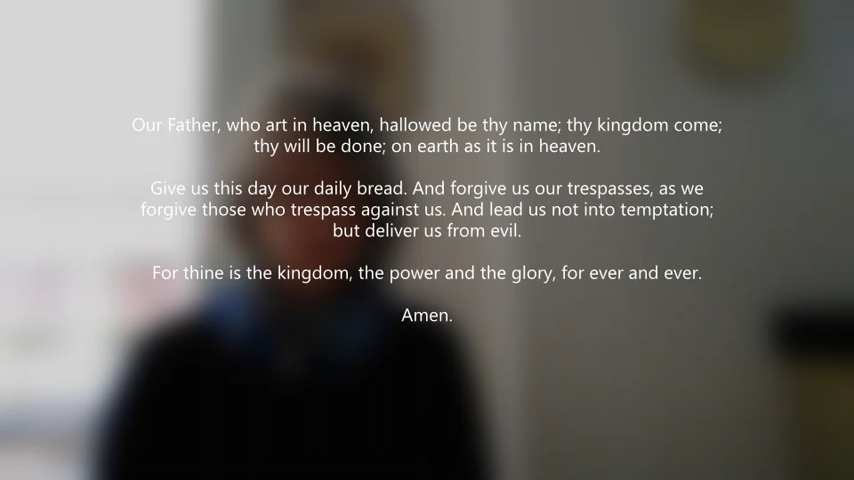 Our Father, who art in heaven, hallowed be thy name; thy kingdom come;
thy will be done; on earth as it is in heaven.
Give us this day our daily bread. And forgive us our trespasses, as we
forgive those who trespass against us. And lead us not into temptation;
but deliver us from evil.
For thine is the kingdom, the power and the glory, for ever and ever.
Amen.